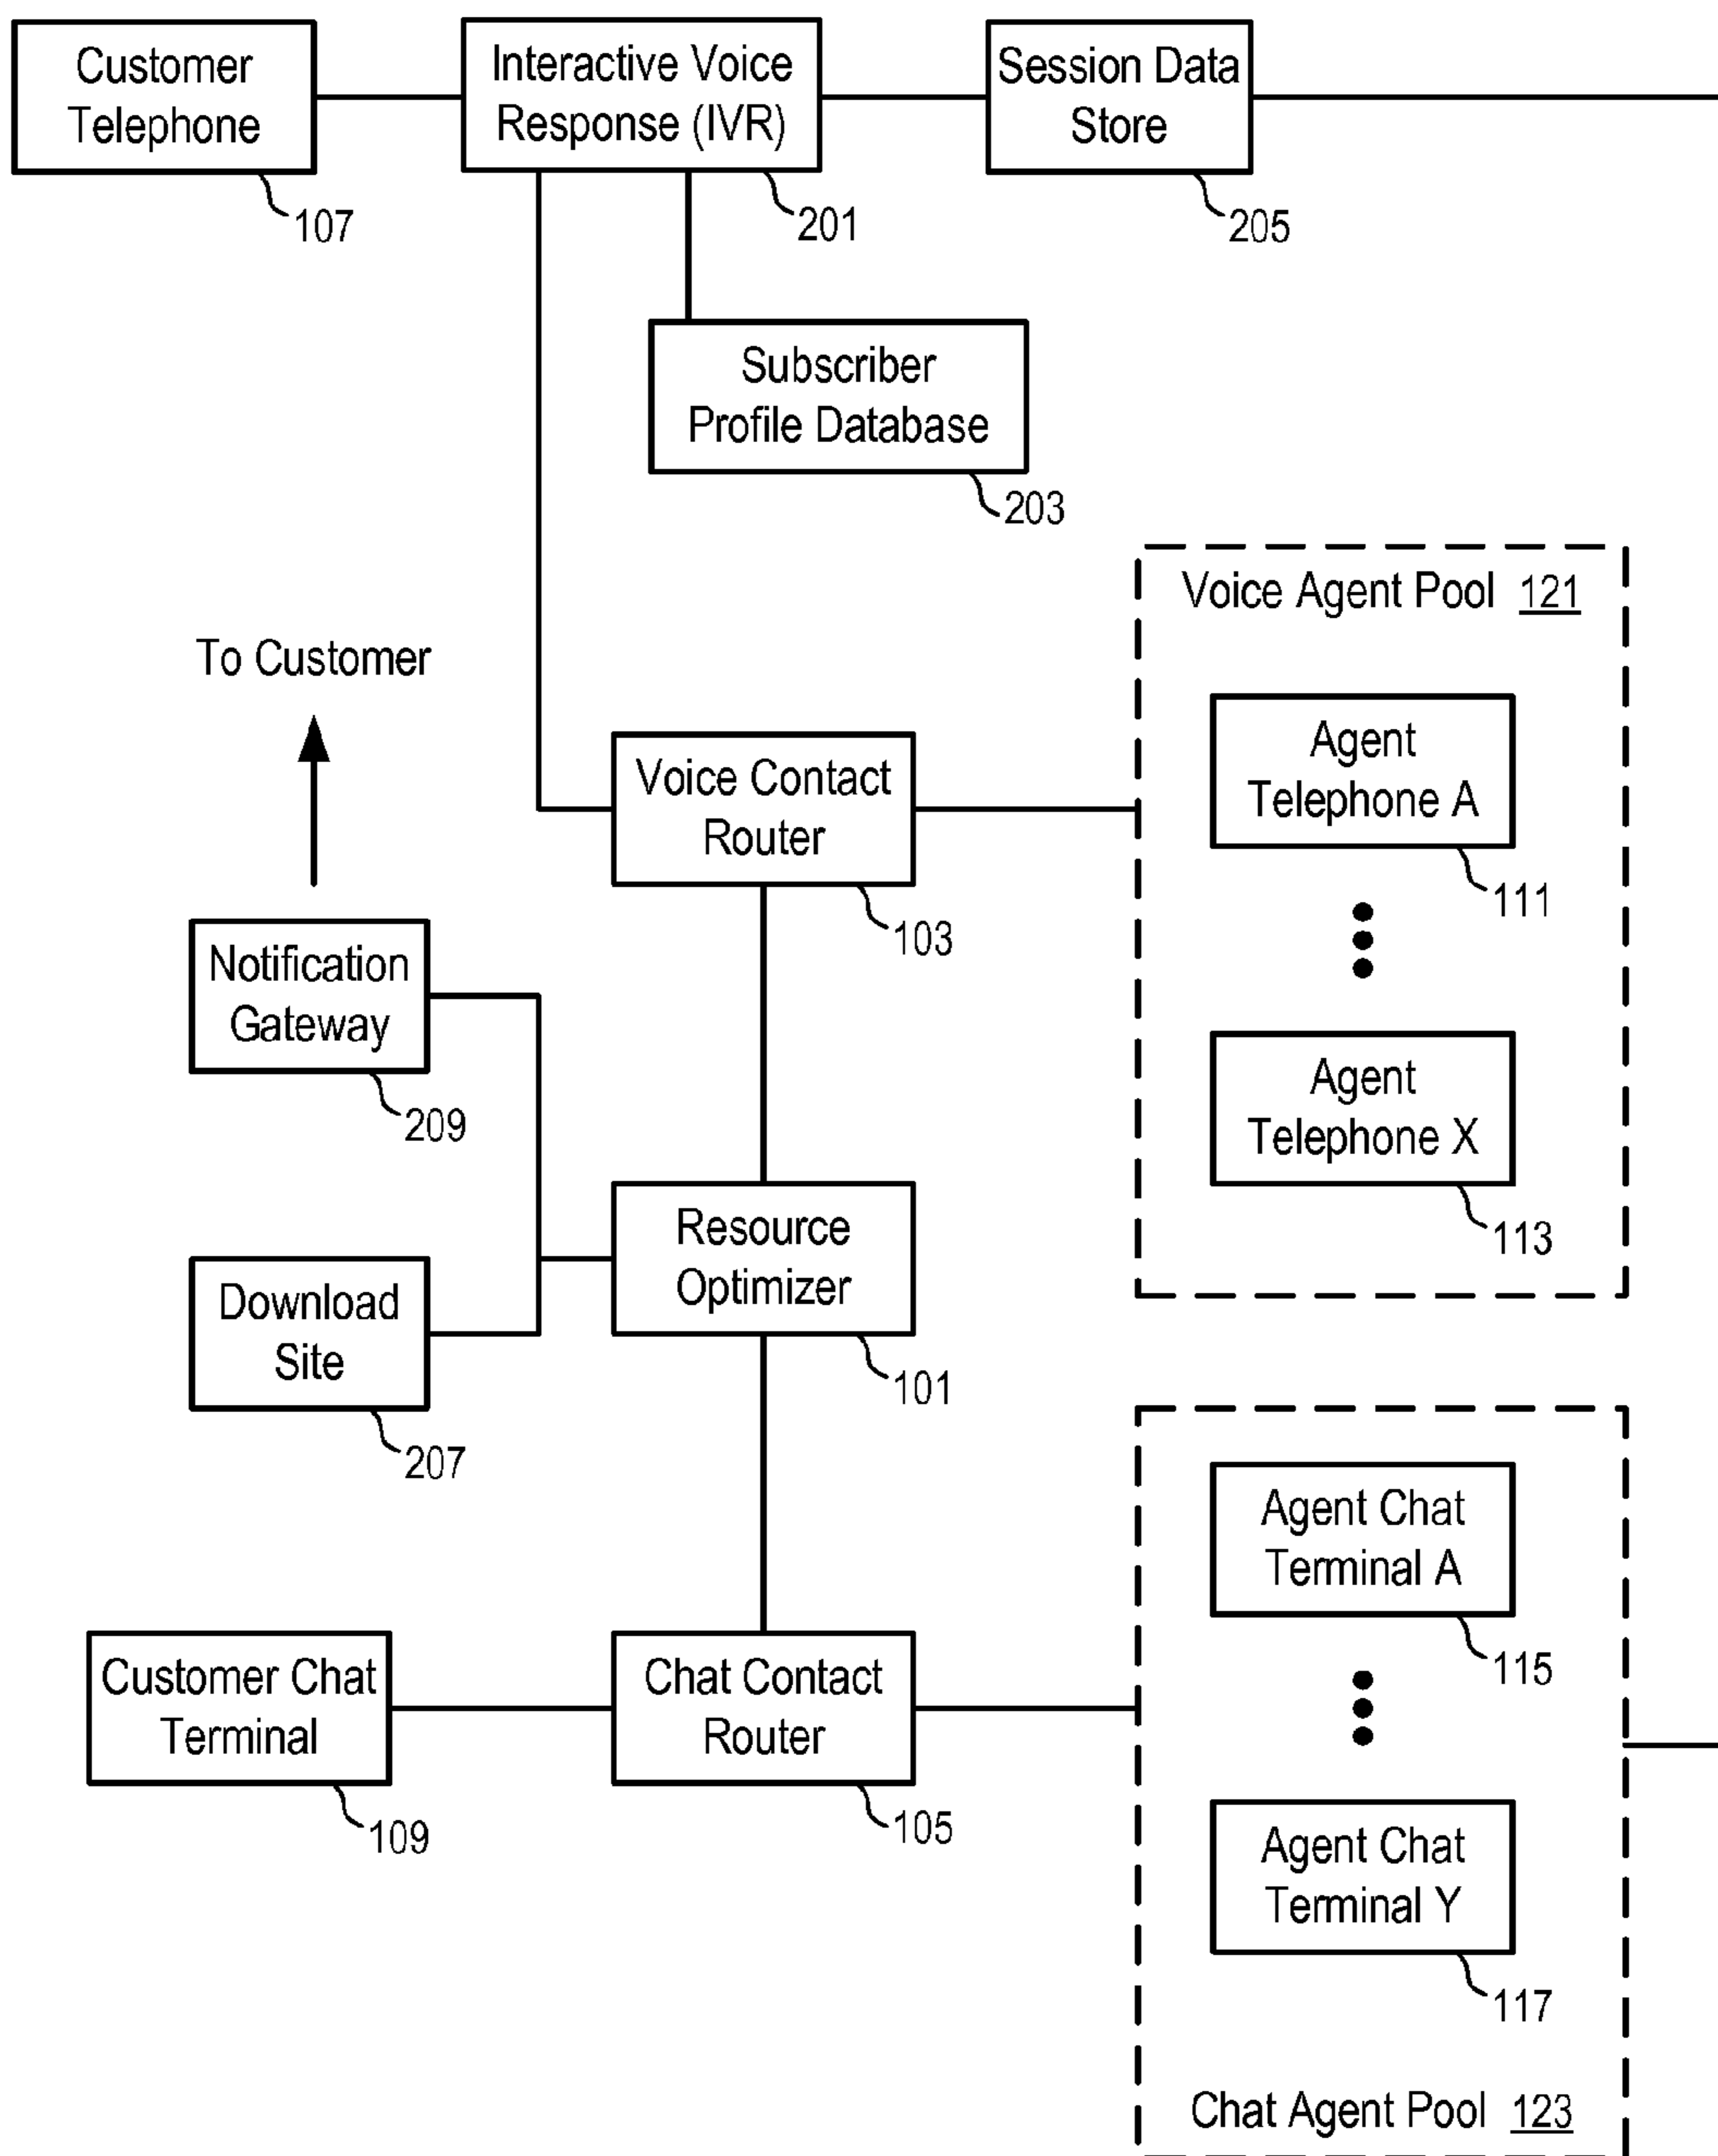 Customer
Telephone
107
Interactive Voice
Response (IVR)
201
Session Data
Store
205
Subscriber
Profile Database
203
To Customer
Voice Agent Pool 121
Agent
Telephone A
111
Agent
Telephone X
113
Voice Contact
Router
103
Notification
Gateway
209
Resource
Optimizer
101
Download
Site
207
Customer Chat
Terminal
109
Chat Contact
Router
105
Agent Chat
Terminal A
115
Agent Chat
Terminal Y
117
Chat Agent Pool 123